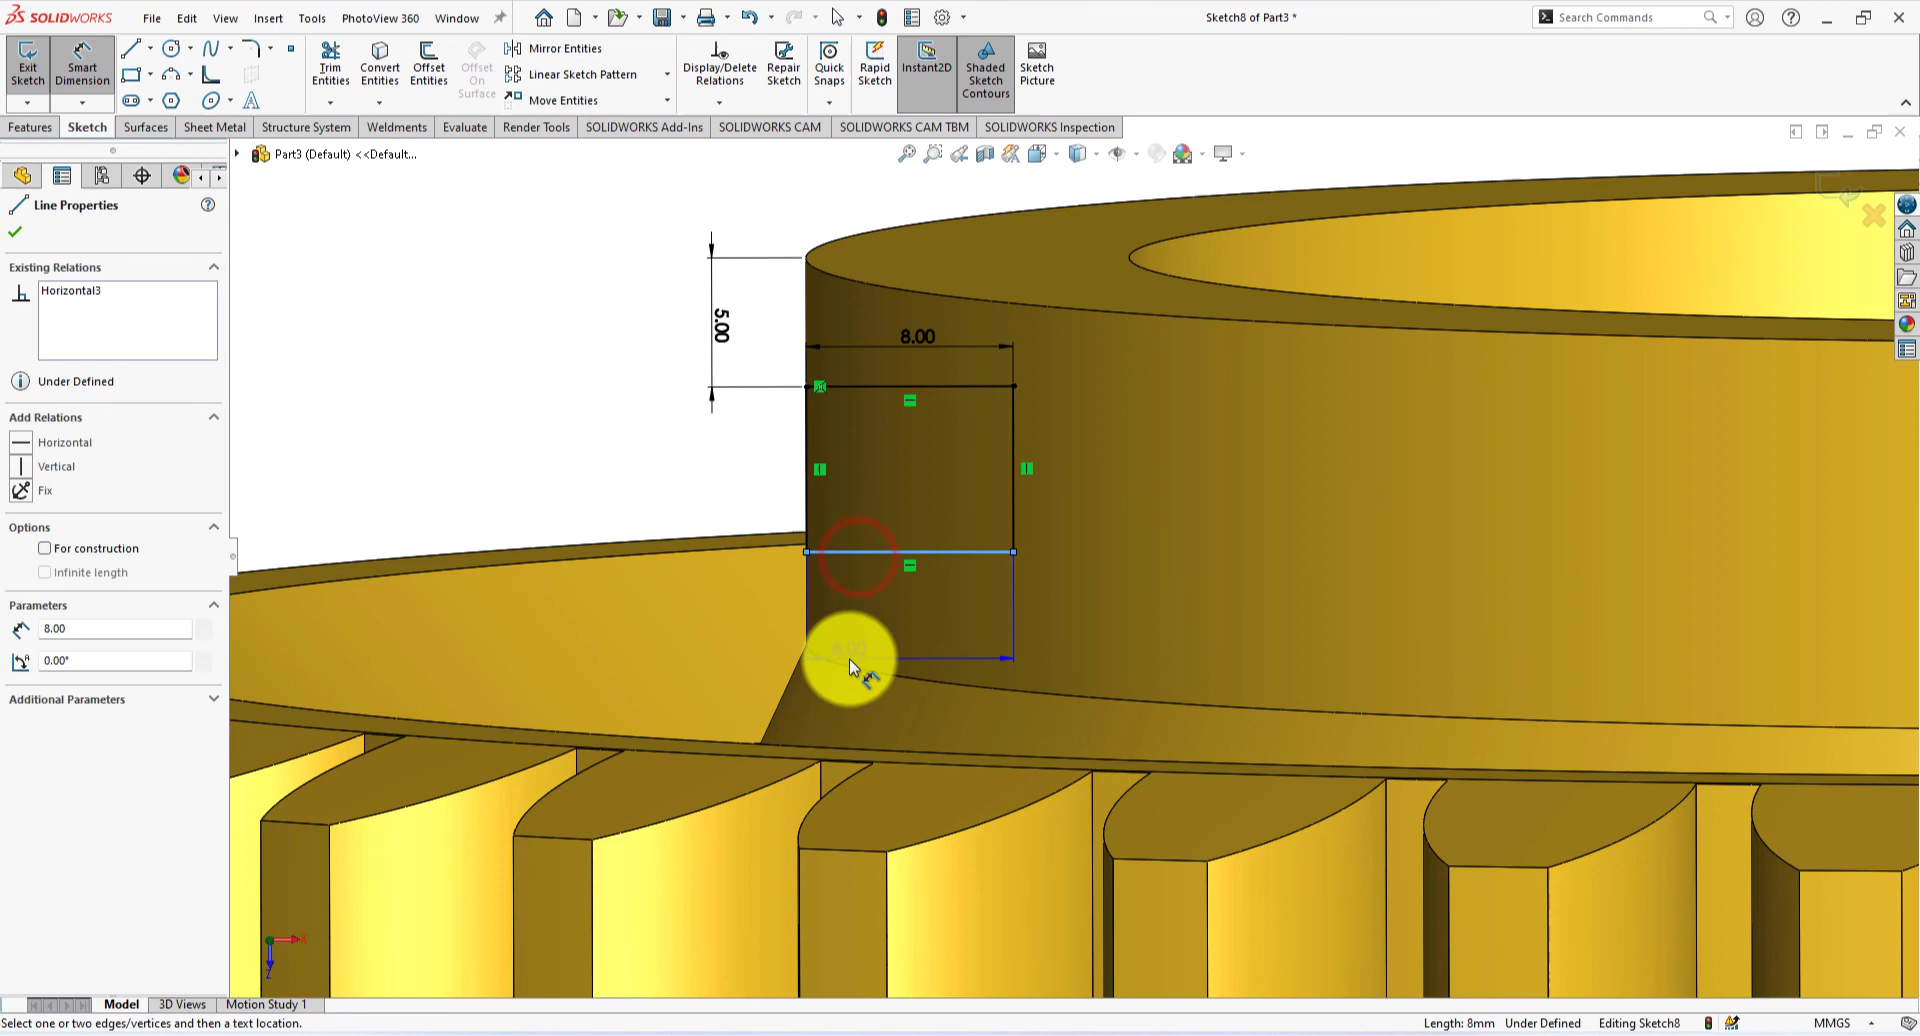 SOLIDWORKS File Edit View Insert Tools PhotoView 360 Window Sketch8 of Part3 * Search Commands
Exit Sketch
Smart Dimension
Trim Entities
Convert Entities
Offset Entities
Offset On Surface
Mirror Entities
Linear Sketch Pattern
Move Entities
Display/Delete Relations
Repair Sketch
Quick Snaps
Rapid Sketch
Instant2D
Shaded Sketch Contours
Sketch Picture
Features Sketch Surfaces Sheet Metal Structure System Weldments Evaluate Render Tools SOLIDWORKS Add-Ins SOLIDWORKS CAM SOLIDWORKS CAM TBM SOLIDWORKS Inspection
Part3 (Default) <<Default...
Line Properties
Existing Relations
Horizontal3
Under Defined
Add Relations
Horizontal
Vertical
Fix
Options
For construction
Infinite length
Parameters
8.00
0.00°
Additional Parameters
5.00
8.00
8.00
X
Z
Model 3D Views Motion Study 1
Select one or two edges/vertices and then a text location. Length: 8mm Under Defined Editing Sketch8 MMGS